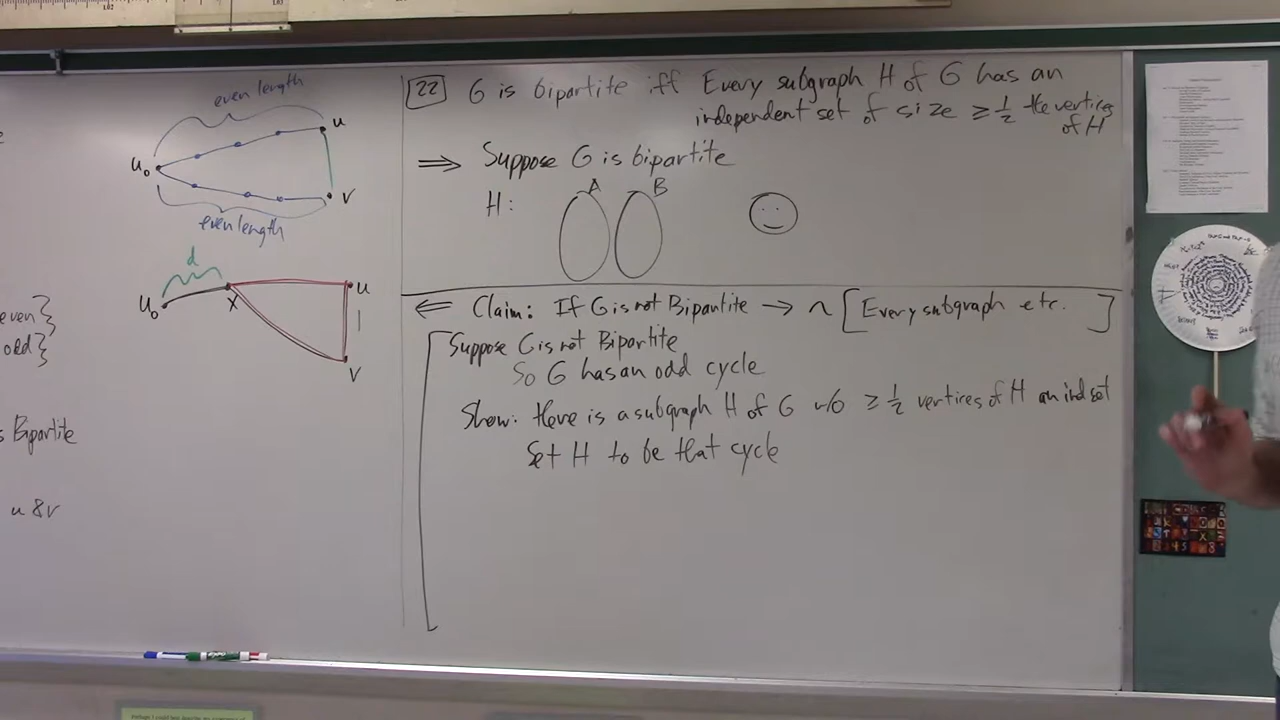 even length
u
u₀
v
even length
d
u₀
x
u
v
even}
odd}
s Bipartite
u & v
22 G is bipartite iff Every subgraph H of G has an
independent set of size ≥ ½ the vertices
of H
⇒ Suppose G is bipartite
H: A B
⇐ Claim: If G is not Bipartite → ~ [Every subgraph etc. ]
Suppose G is not Bipartite
So G has an odd cycle
Show: there is a subgraph H of G w/o ≥ ½ vertices of H an ind set
Set H to be that cycle